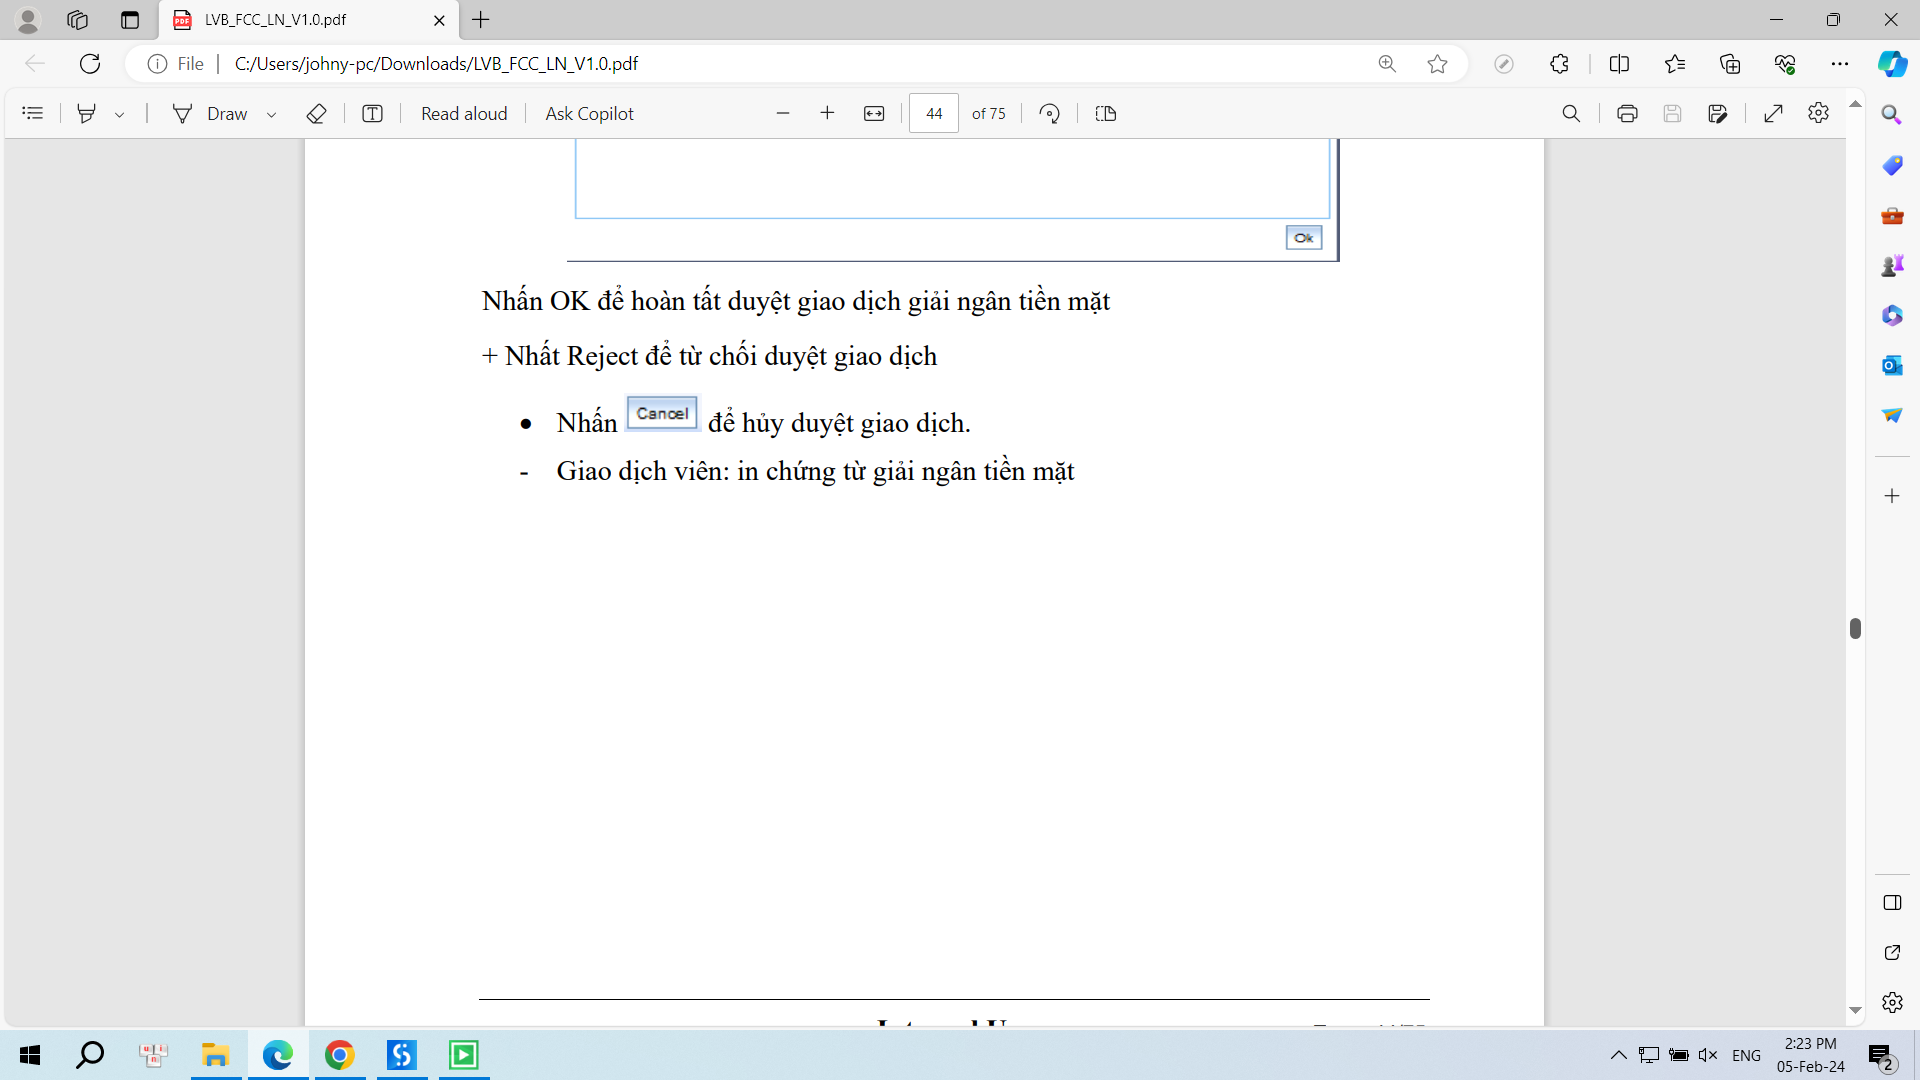 LVB_FCC_LN_V1.0.pdf
File
C:/Users/johny-pc/Downloads/LVB_FCC_LN_V1.0.pdf
Draw
Read aloud
Ask Copilot
44
of 75
Ok
Nhấn OK để hoàn tất duyệt giao dịch giải ngân tiền mặt
+ Nhất Reject để từ chối duyệt giao dịch
• Nhấn Cancel để hủy duyệt giao dịch.
- Giao dịch viên: in chứng từ giải ngân tiền mặt
ENG
2:23 PM
05-Feb-24
2